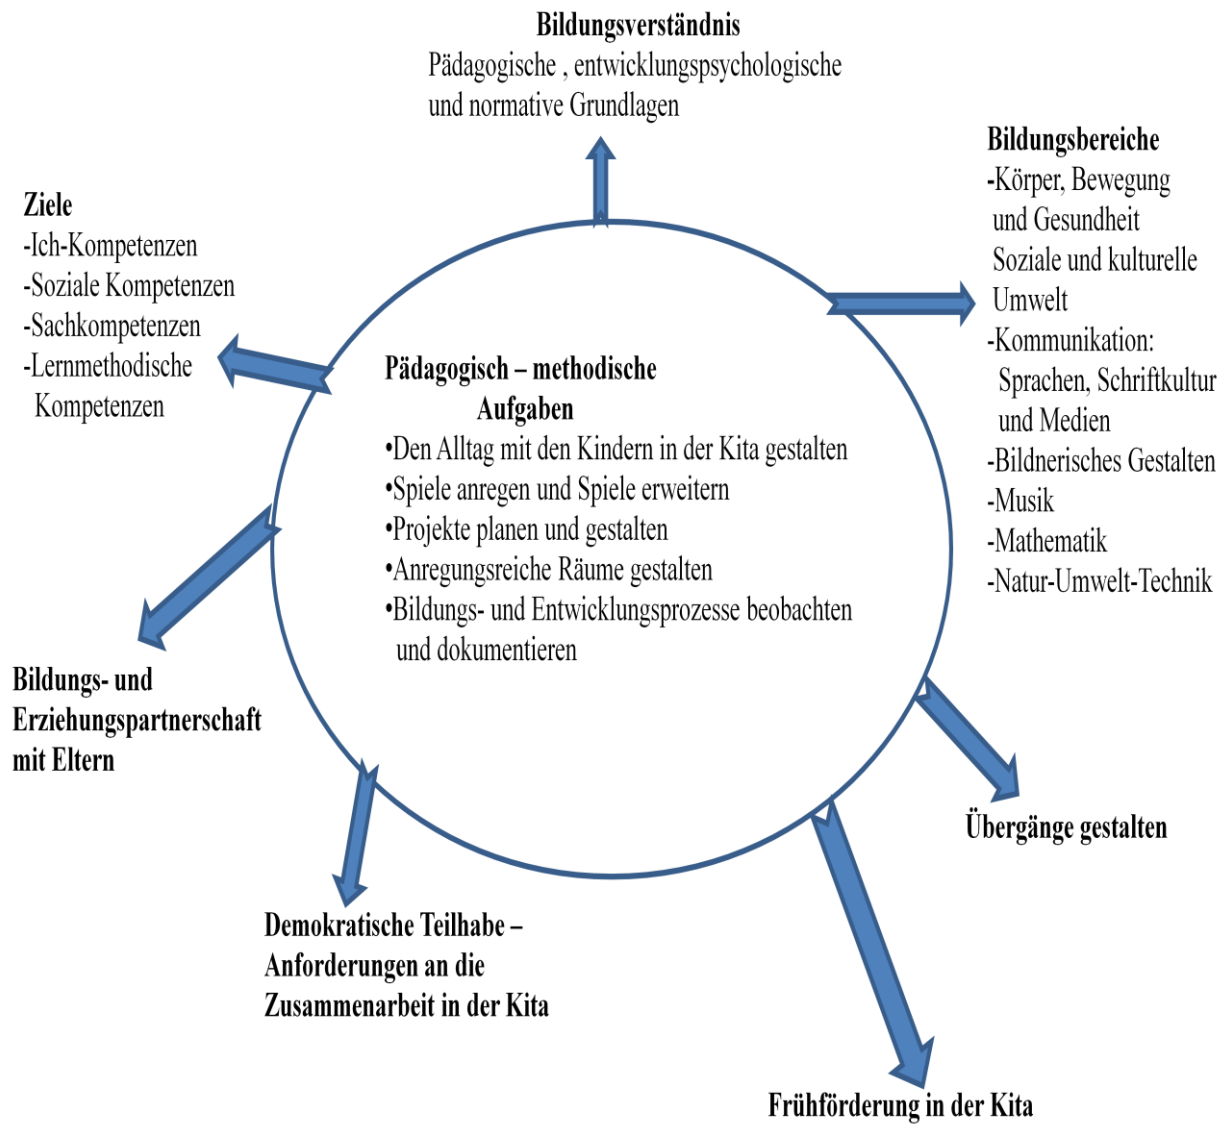 Bildungsverständnis
Pädagogische , entwicklungspsychologische
und normative Grundlagen
Bildungsbereiche
-Körper, Bewegung
und Gesundheit
Soziale und kulturelle
Umwelt
-Kommunikation:
Sprachen, Schriftkultur
und Medien
-Bildnerisches Gestalten
-Musik
-Mathematik
-Natur-Umwelt-Technik
Ziele
-Ich-Kompetenzen
-Soziale Kompetenzen
-Sachkompetenzen
-Lernmethodische
Kompetenzen
Pädagogisch – methodische
Aufgaben
•Den Alltag mit den Kindern in der Kita gestalten
•Spiele anregen und Spiele erweitern
•Projekte planen und gestalten
•Anregungsreiche Räume gestalten
•Bildungs- und Entwicklungsprozesse beobachten
und dokumentieren
Bildungs- und
Erziehungspartnerschaft
mit Eltern
Übergänge gestalten
Demokratische Teilhabe –
Anforderungen an die
Zusammenarbeit in der Kita
Frühförderung in der Kita